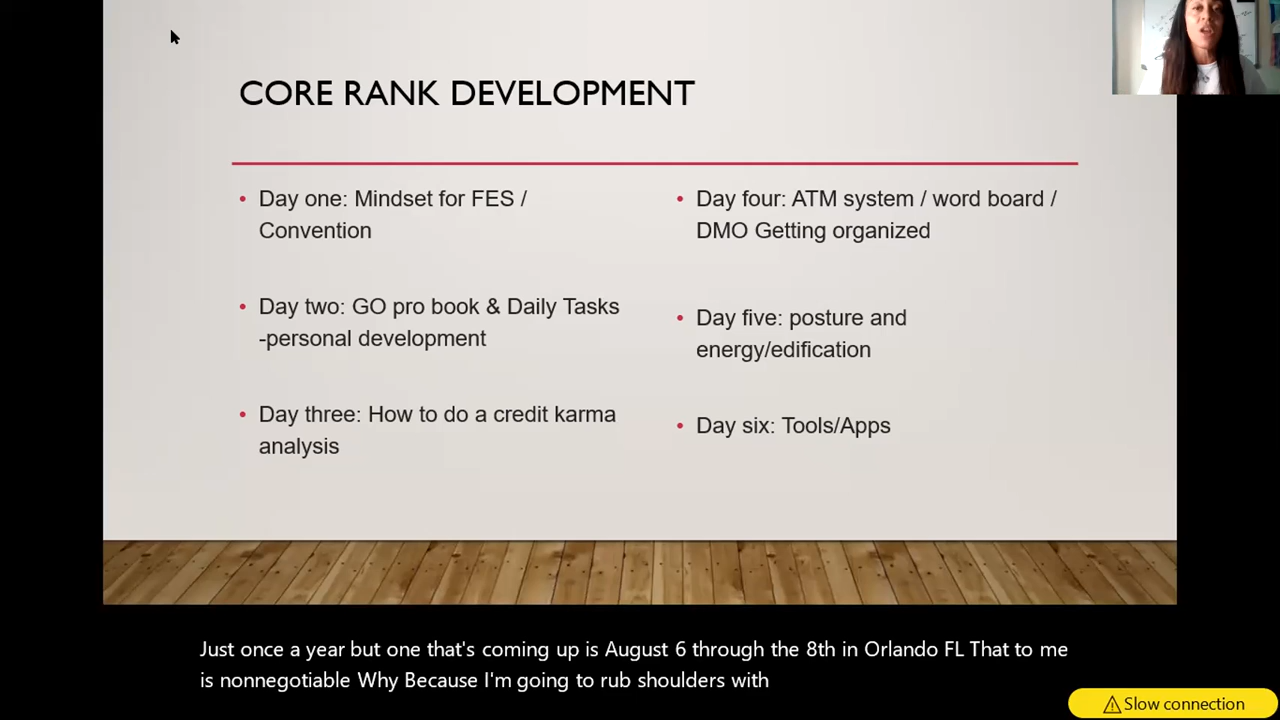 CORE RANK DEVELOPMENT
• Day one: Mindset for FES /
Convention
• Day two: GO pro book & Daily Tasks
-personal development
• Day three: How to do a credit karma
analysis
• Day four: ATM system / word board /
DMO Getting organized
• Day five: posture and
energy/edification
• Day six: Tools/Apps
Just once a year but one that's coming up is August 6 through the 8th in Orlando FL That to me
is nonnegotiable Why Because I'm going to rub shoulders with
Slow connection